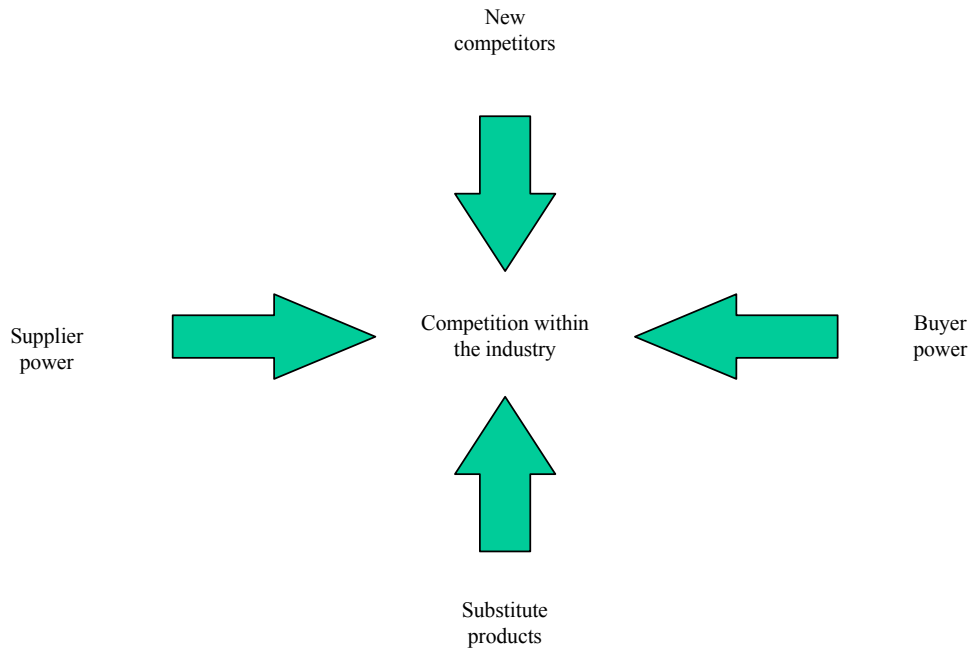 New
competitors
Supplier
power
Competition within
the industry
Buyer
power
Substitute
products